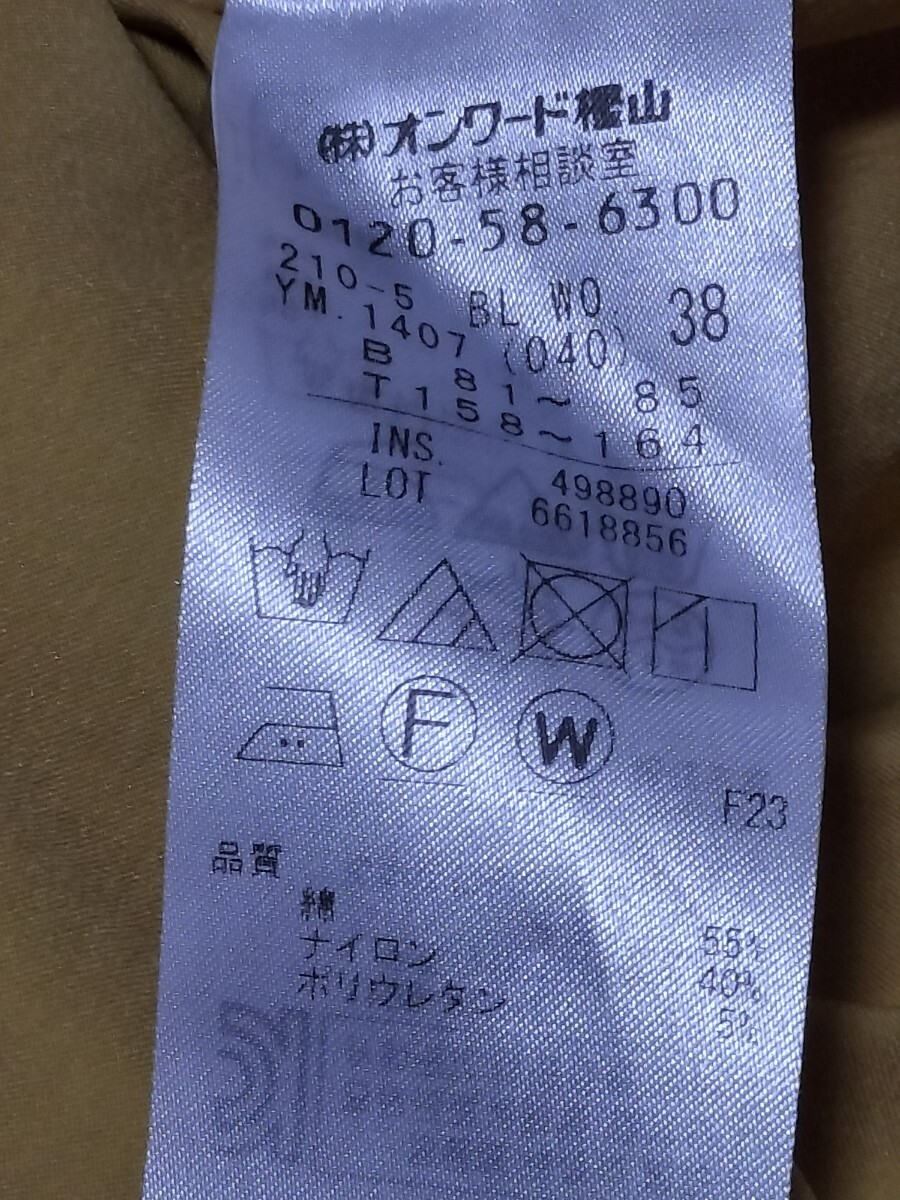 ㈱オンワード樫山
お客様相談室
0120-58-6300
210-5 BL WO. 38
YM. 1407 (040)
B 81~ 85
T158~164
INS. 498890
LOT 6618856
F W
F23
品質
綿 55%
ナイロン 40%
ポリウレタン 5%